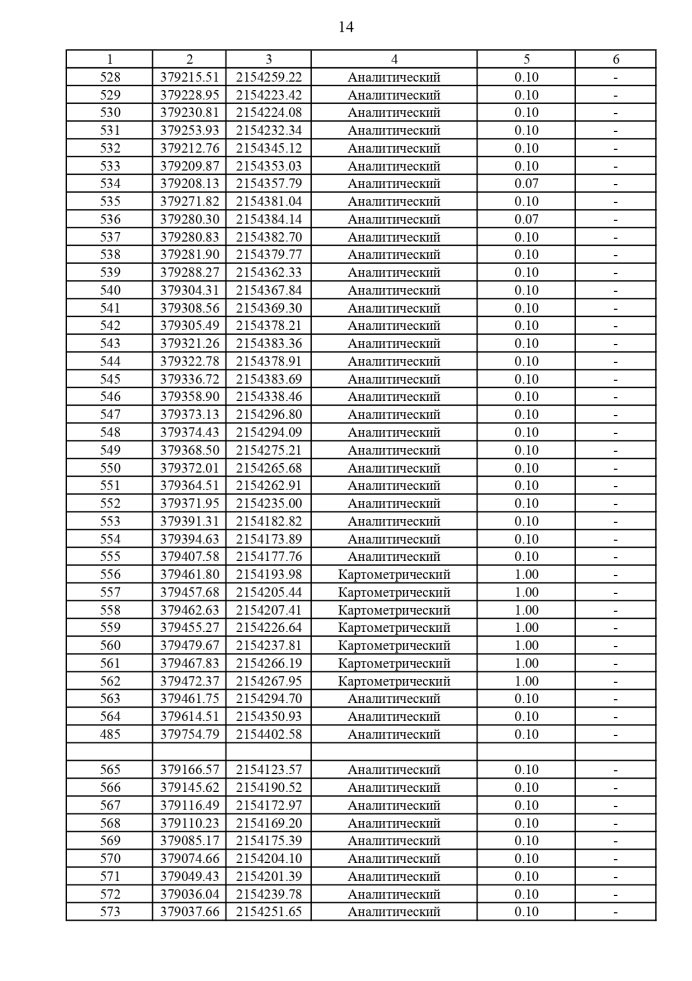 14
1 2 3 4 5 6
528 379215.51 2154259.22 Аналитический 0.10 -
529 379228.95 2154223.42 Аналитический 0.10 -
530 379230.81 2154224.08 Аналитический 0.10 -
531 379253.93 2154232.34 Аналитический 0.10 -
532 379212.76 2154345.12 Аналитический 0.10 -
533 379209.87 2154353.03 Аналитический 0.10 -
534 379208.13 2154357.79 Аналитический 0.07 -
535 379271.82 2154381.04 Аналитический 0.10 -
536 379280.30 2154384.14 Аналитический 0.07 -
537 379280.83 2154382.70 Аналитический 0.10 -
538 379281.90 2154379.77 Аналитический 0.10 -
539 379288.27 2154362.33 Аналитический 0.10 -
540 379304.31 2154367.84 Аналитический 0.10 -
541 379308.56 2154369.30 Аналитический 0.10 -
542 379305.49 2154378.21 Аналитический 0.10 -
543 379321.26 2154383.36 Аналитический 0.10 -
544 379322.78 2154378.91 Аналитический 0.10 -
545 379336.72 2154383.69 Аналитический 0.10 -
546 379358.90 2154338.46 Аналитический 0.10 -
547 379373.13 2154296.80 Аналитический 0.10 -
548 379374.43 2154294.09 Аналитический 0.10 -
549 379368.50 2154275.21 Аналитический 0.10 -
550 379372.01 2154265.68 Аналитический 0.10 -
551 379364.51 2154262.91 Аналитический 0.10 -
552 379371.95 2154235.00 Аналитический 0.10 -
553 379391.31 2154182.82 Аналитический 0.10 -
554 379394.63 2154173.89 Аналитический 0.10 -
555 379407.58 2154177.76 Аналитический 0.10 -
556 379461.80 2154193.98 Картометрический 1.00 -
557 379457.68 2154205.44 Картометрический 1.00 -
558 379462.63 2154207.41 Картометрический 1.00 -
559 379455.27 2154226.64 Картометрический 1.00 -
560 379479.67 2154237.81 Картометрический 1.00 -
561 379467.83 2154266.19 Картометрический 1.00 -
562 379472.37 2154267.95 Картометрический 1.00 -
563 379461.75 2154294.70 Аналитический 0.10 -
564 379614.51 2154350.93 Аналитический 0.10 -
485 379754.79 2154402.58 Аналитический 0.10 -
565 379166.57 2154123.57 Аналитический 0.10 -
566 379145.62 2154190.52 Аналитический 0.10 -
567 379116.49 2154172.97 Аналитический 0.10 -
568 379110.23 2154169.20 Аналитический 0.10 -
569 379085.17 2154175.39 Аналитический 0.10 -
570 379074.66 2154204.10 Аналитический 0.10 -
571 379049.43 2154201.39 Аналитический 0.10 -
572 379036.04 2154239.78 Аналитический 0.10 -
573 379037.66 2154251.65 Аналитический 0.10 -